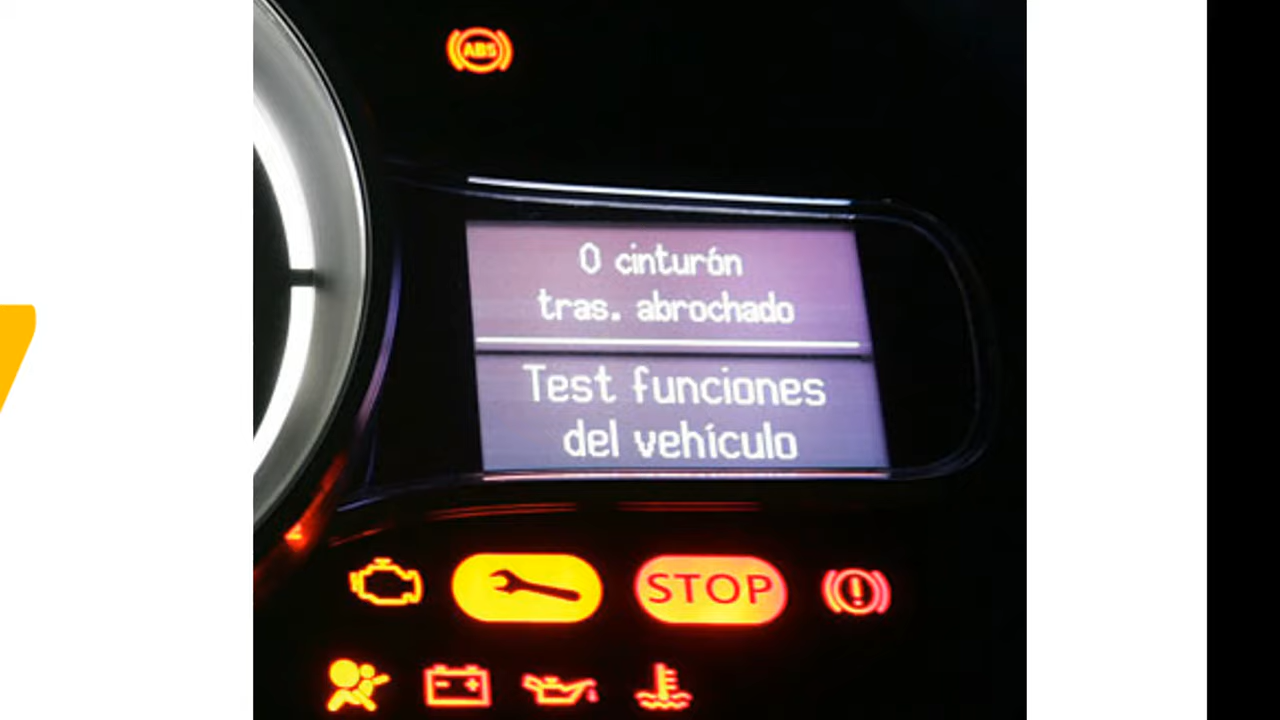 ABS
0 cinturón
tras. abrochado
Test funciones
del vehículo
STOP